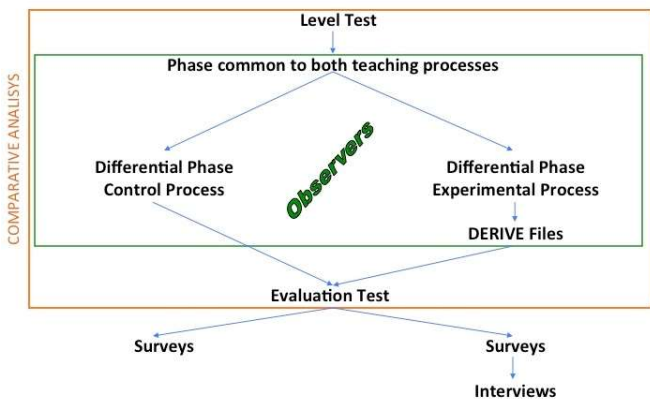 Level Test
Phase common to both teaching processes
COMPARATIVE ANALISYS
Observers
Differential Phase
Control Process
Differential Phase
Experimental Process
DERIVE Files
Evaluation Test
Surveys
Surveys
Interviews